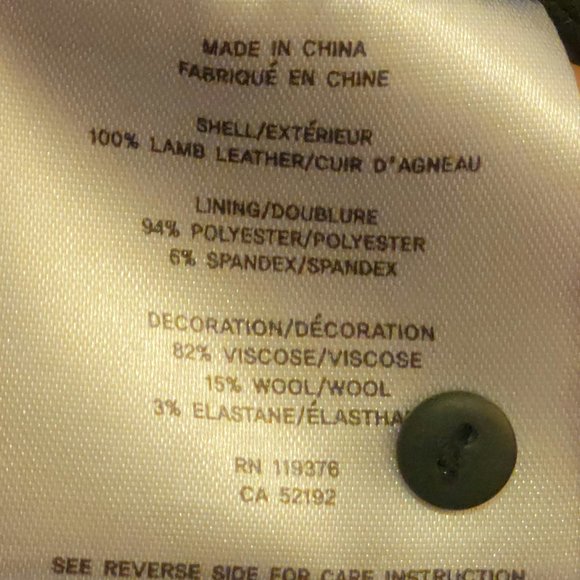 MADE IN CHINA
FABRIQUÉ EN CHINE
SHELL/EXTÉRIEUR
100% LAMB LEATHER/CUIR D'AGNEAU
LINING/DOUBLURE
94% POLYESTER/POLYESTER
6% SPANDEX/SPANDEX
DECORATION/DÉCORATION
82% VISCOSE/VISCOSE
15% WOOL/WOOL
3% ELASTANE/ÉLASTHA
RN 119376
CA 52192
SEE REVERSE SIDE FOR CARE INSTRUCTION